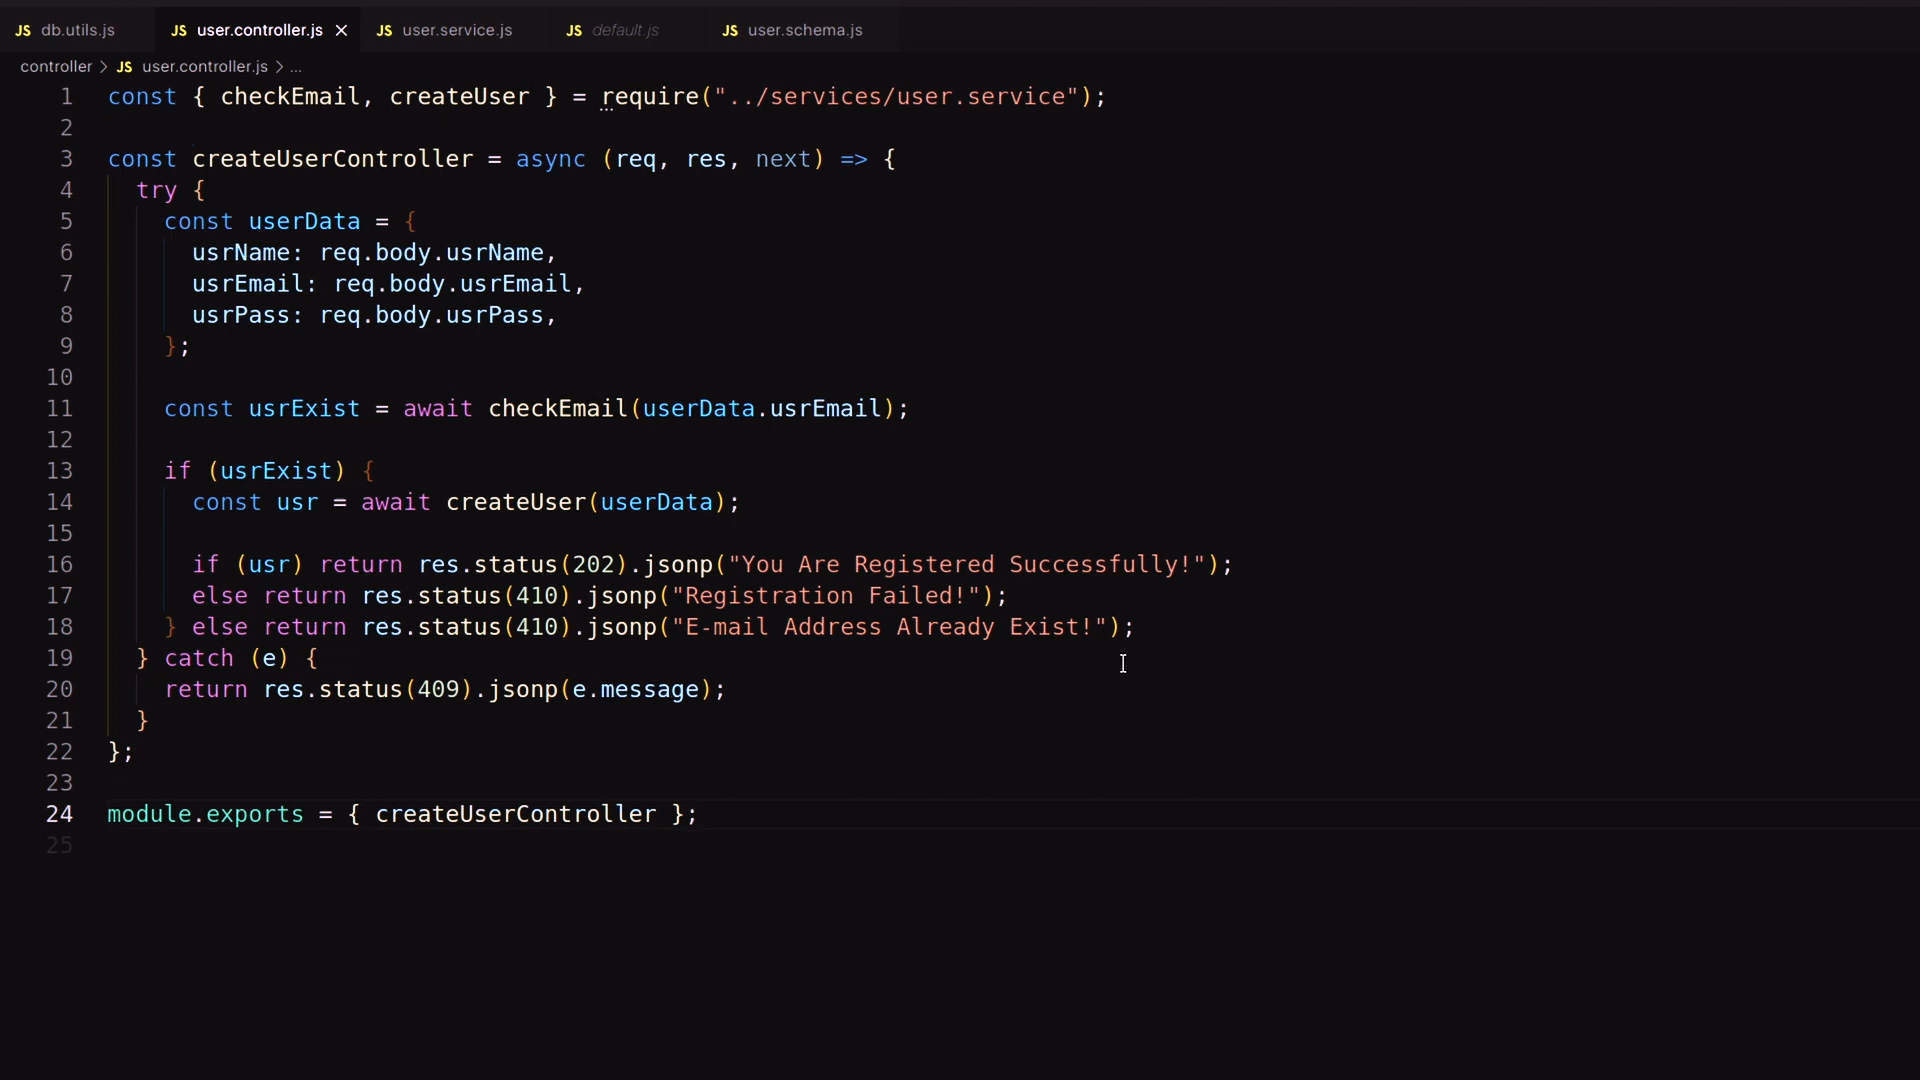 JS db.utils.js JS user.controller.js JS user.service.js JS default.js JS user.schema.js
controller > JS user.controller.js > ...
1 const { checkEmail, createUser } = require("../services/user.service");
2
3 const createUserController = async (req, res, next) => {
4 try {
5 const userData = {
6 usrName: req.body.usrName,
7 usrEmail: req.body.usrEmail,
8 usrPass: req.body.usrPass,
9 };
10
11 const usrExist = await checkEmail(userData.usrEmail);
12
13 if (usrExist) {
14 const usr = await createUser(userData);
15
16 if (usr) return res.status(202).jsonp("You Are Registered Successfully!");
17 else return res.status(410).jsonp("Registration Failed!");
18 } else return res.status(410).jsonp("E-mail Address Already Exist!");
19 } catch (e) {
20 return res.status(409).jsonp(e.message);
21 }
22 };
23
24 module.exports = { createUserController };
25